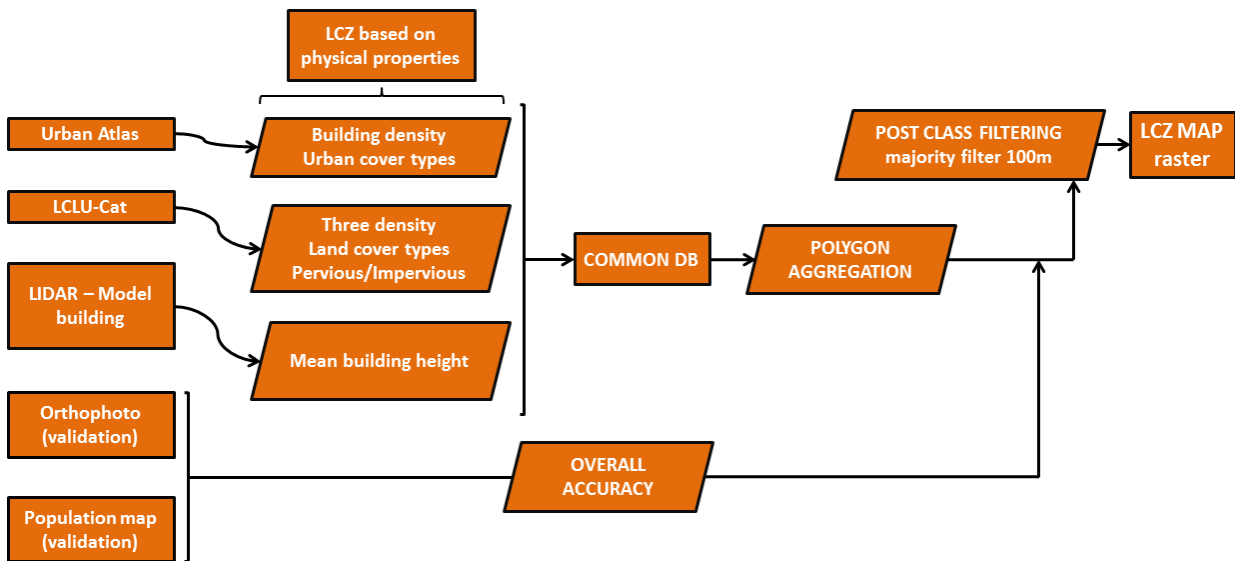 LCZ based on
physical properties
Urban Atlas
Building density
Urban cover types
POST CLASS FILTERING
majority filter 100m
LCZ MAP
raster
LCLU-Cat
Three density
Land cover types
Pervious/Impervious
COMMON DB
POLYGON
AGGREGATION
LIDAR – Model
building
Mean building height
Orthophoto
(validation)
OVERALL
ACCURACY
Population map
(validation)